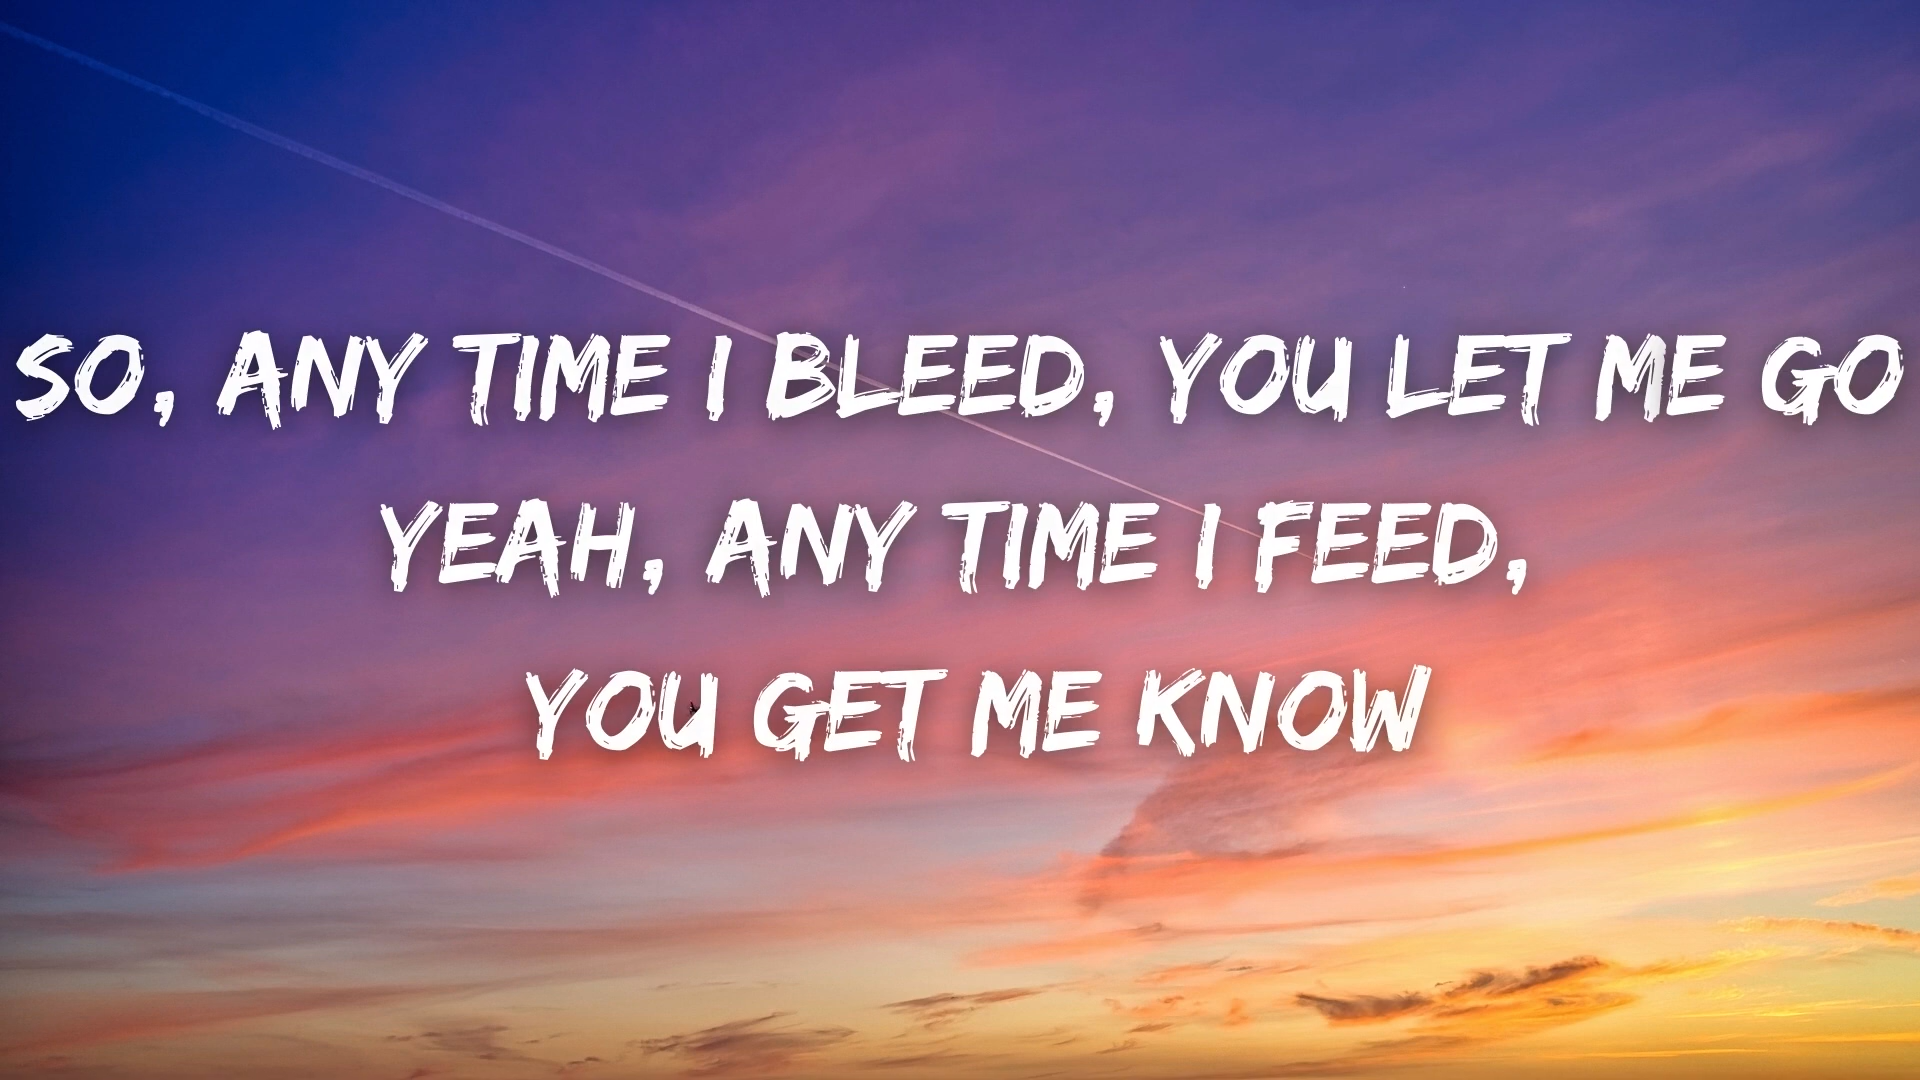 SO, ANY TIME I BLEED, YOU LET ME GO
YEAH, ANY TIME I FEED,
YOU GET ME KNOW